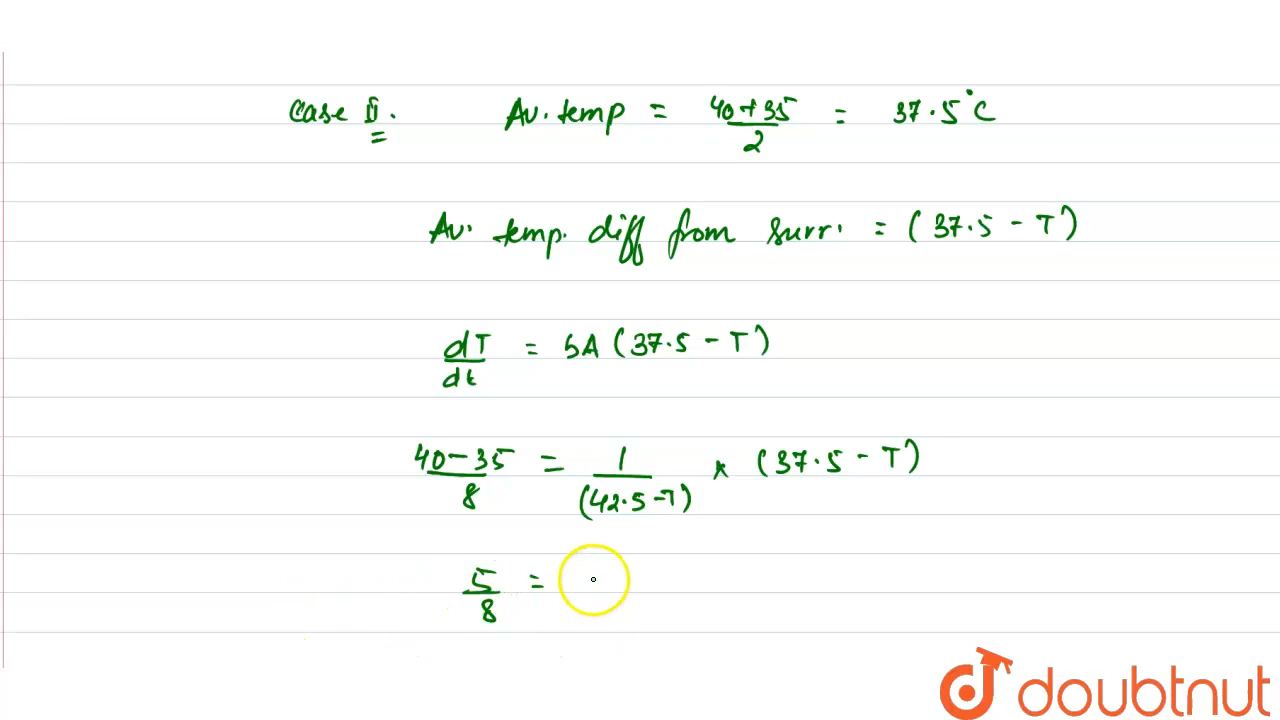 Case II. Av. temp = 40+35/2 = 37.5°C
Av. temp. diff from surr. = (37.5 - T)
dT/dt = bA (37.5 - T)
40-35/8 = 1/(42.5-T) × (37.5 - T)
5/8 =
doubtnut